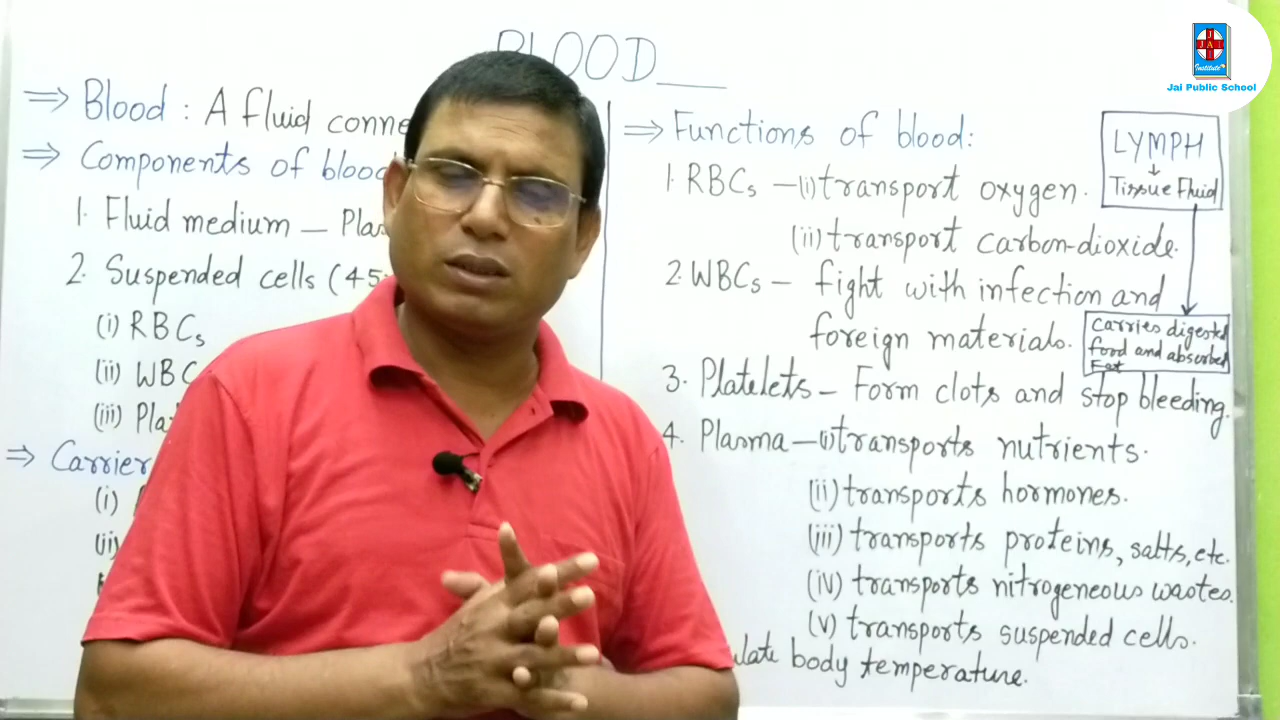 BLOOD
⇒ Blood : A fluid
⇒ Components of blood
1. Fluid medium –
2. Suspended cells (45
(i) RBCs
(ii) WBC
(iii)
⇒ Carrier
(i)
(ii)
⇒ Functions of blood:
1. RBCs – (i) transport oxygen.
(ii) transport carbon-dioxide.
2. WBCs – fight with infection and
foreign materials.
3. Platelets – Form clots and stop bleeding.
4. Plasma – (i) transports nutrients.
(ii) transports hormones.
(iii) transports proteins, salts, etc.
(iv) transports nitrogeneous wastes.
(v) transports suspended cells.
body temperature.
LYMPH
↓
Tissue Fluid
Carries digested
food and absorbed
Fat
JAI
Institute
Jai Public School